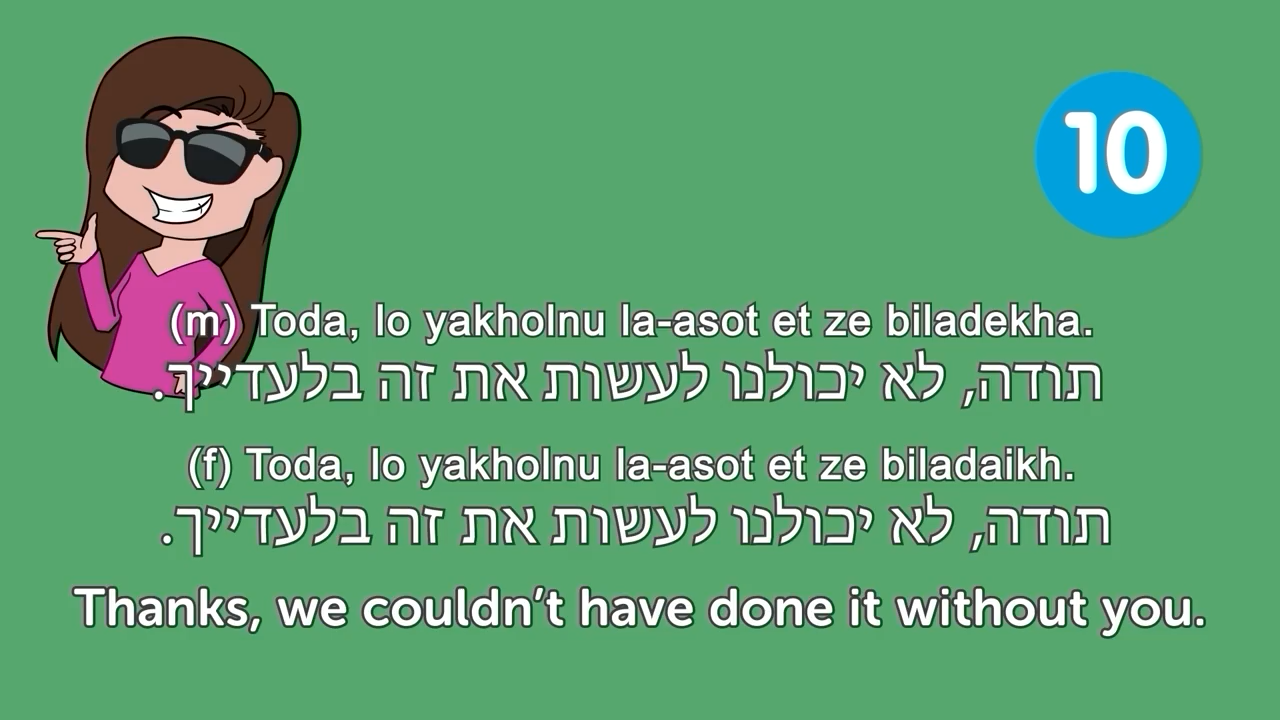 10
(m) Toda, lo yakholnu la-asot et ze biladekha.
תודה, לא יכולנו לעשות את זה בלעדייך.
(f) Toda, lo yakholnu la-asot et ze biladaikh.
תודה, לא יכולנו לעשות את זה בלעדייך.
Thanks, we couldn’t have done it without you.